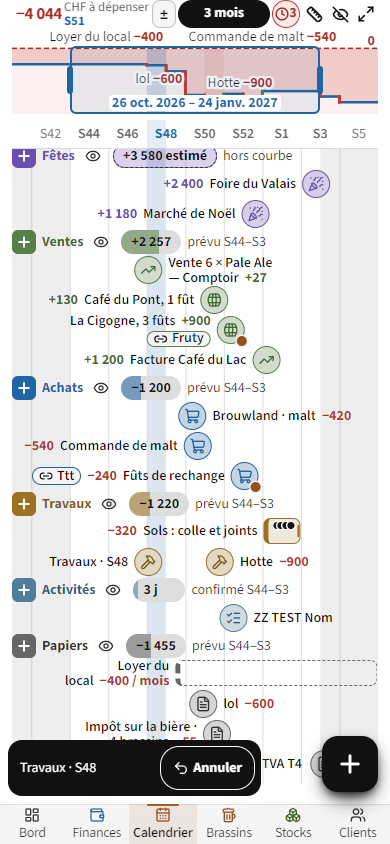 −4 044 CHF à dépenser S51 ± 3 mois 3
Loyer du local −400 Commande de malt −540 0
lol −600 Hotte −900
26 oct. 2026 – 24 janv. 2027
S42 S44 S46 S48 S50 S52 S1 S3 S5
Fêtes +3 580 estimé hors courbe
+2 400 Foire du Valais
+1 180 Marché de Noël
Ventes +2 257 prévu S44–S3
Vente 6 × Pale Ale
— Comptoir +27
+130 Café du Pont, 1 fût
La Cigogne, 3 fûts +900
Fruty
+1 200 Facture Café du Lac
Achats −1 200 prévu S44–S3
Brouwland · malt −420
−540 Commande de malt
Ttt −240 Fûts de rechange
Travaux −1 220 prévu S44–S3
−320 Sols : colle et joints
Travaux · S48 Hotte −900
Activités 3 j confirmé S44–S3
ZZ TEST Nom
Papiers −1 455 prévu S44–S3
Loyer du
local −400 / mois
lol −600
Impôt sur la bière ·
TVA T4
Travaux · S48 Annuler
Bord Finances Calendrier Brassins Stocks Clients